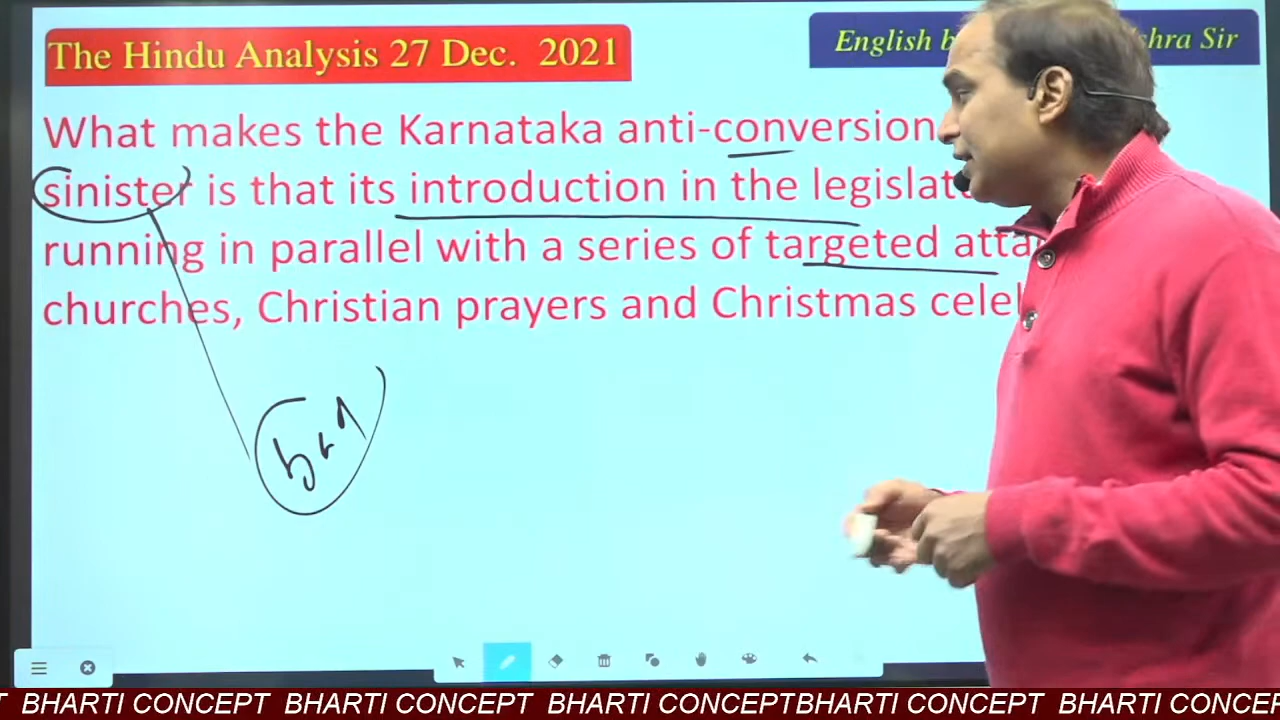 The Hindu Analysis 27 Dec. 2021
English b shra Sir
What makes the Karnataka anti-conversion
sinister is that its introduction in the legislat
running in parallel with a series of targeted atta
churches, Christian prayers and Christmas celeb
BHARTI CONCEPT BHARTI CONCEPT BHARTI CONCEPTBHARTI CONCEPT BHARTI CONCEP